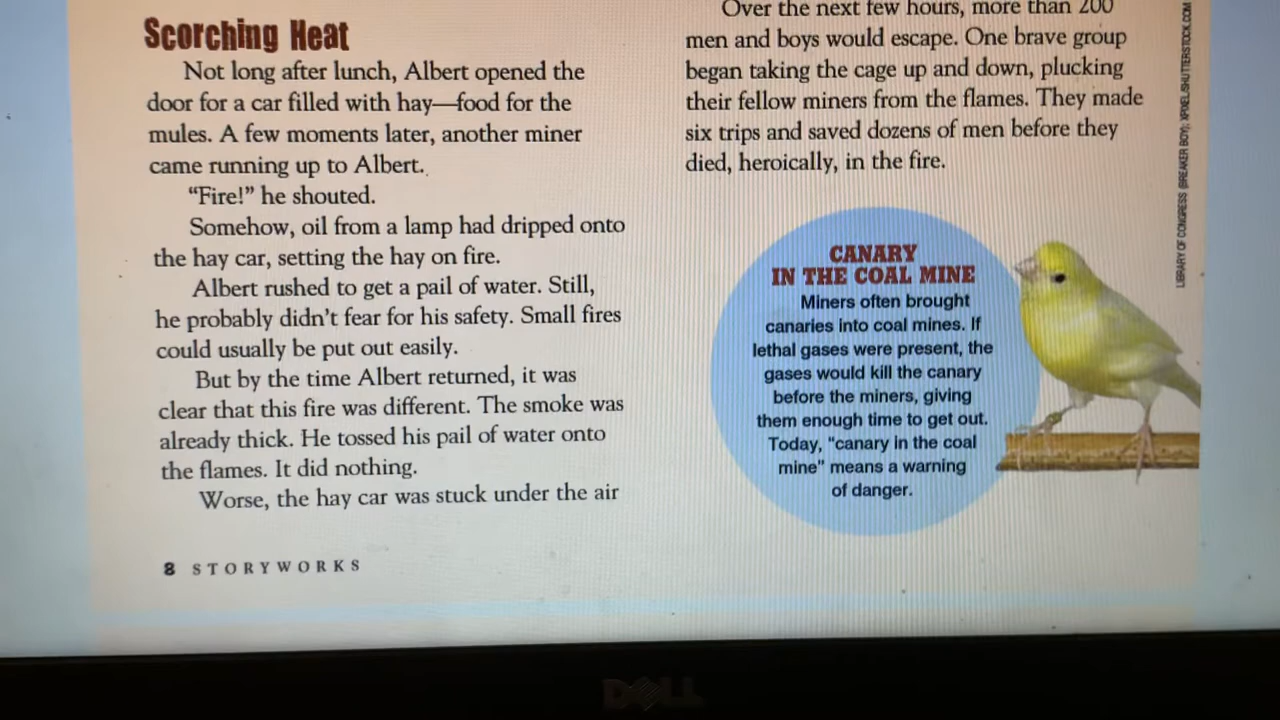 Scorching Heat
Not long after lunch, Albert opened the
door for a car filled with hay—food for the
mules. A few moments later, another miner
came running up to Albert.
“Fire!” he shouted.
Somehow, oil from a lamp had dripped onto
the hay car, setting the hay on fire.
Albert rushed to get a pail of water. Still,
he probably didn’t fear for his safety. Small fires
could usually be put out easily.
But by the time Albert returned, it was
clear that this fire was different. The smoke was
already thick. He tossed his pail of water onto
the flames. It did nothing.
Worse, the hay car was stuck under the air
8 STORYWORKS
Over the next few hours, more than 200
men and boys would escape. One brave group
began taking the cage up and down, plucking
their fellow miners from the flames. They made
six trips and saved dozens of men before they
died, heroically, in the fire.
CANARY
IN THE COAL MINE
Miners often brought
canaries into coal mines. If
lethal gases were present, the
gases would kill the canary
before the miners, giving
them enough time to get out.
Today, “canary in the coal
mine” means a warning
of danger.
LIBRARY OF CONGRESS (BREAKER BOY); XPIXEL/SHUTTERSTOCK.COM
DELL